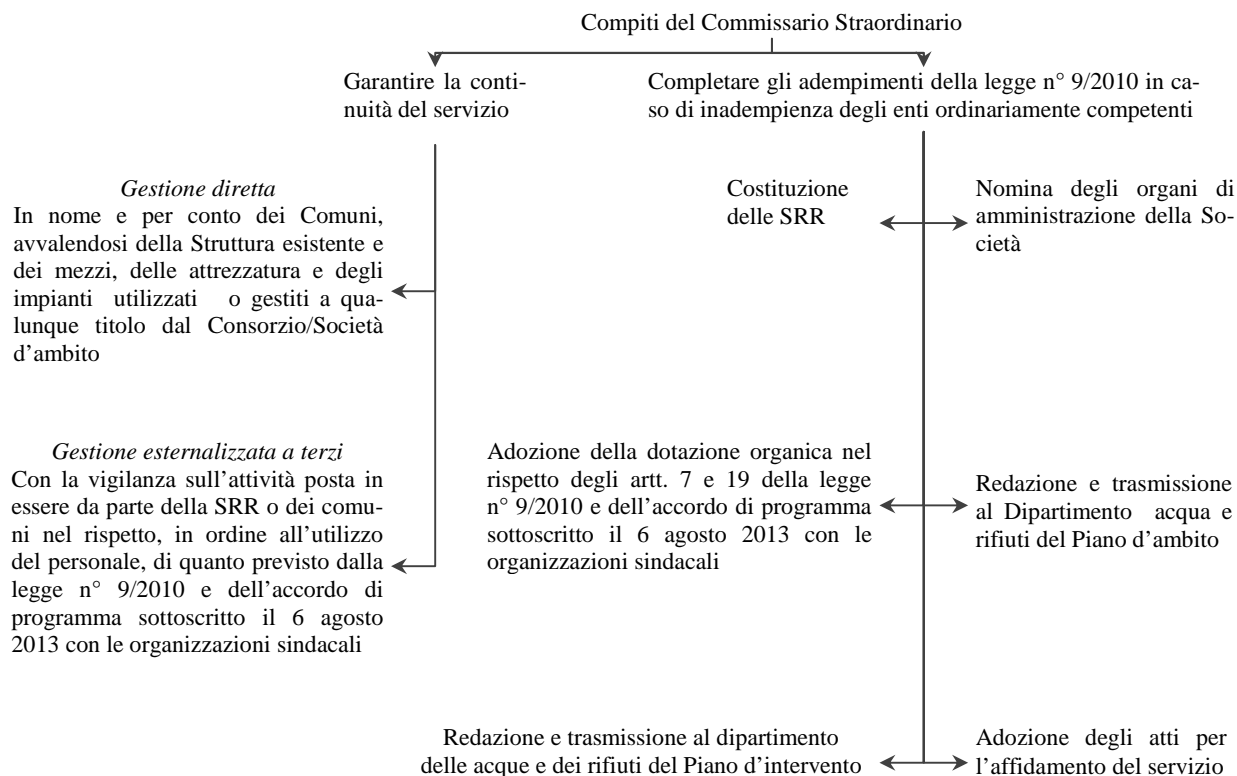 Compiti del Commissario Straordinario
Garantire la conti-
nuità del servizio
Completare gli adempimenti della legge n° 9/2010 in ca-
so di inadempienza degli enti ordinariamente competenti
Gestione diretta
In nome e per conto dei Comuni,
avvalendosi della Struttura esistente e
dei mezzi, delle attrezzatura e degli
impianti utilizzati o gestiti a qua-
lunque titolo dal Consorzio/Società
d’ambito
Costituzione
delle SRR
Nomina degli organi di
amministrazione della So-
cietà
Gestione esternalizzata a terzi
Con la vigilanza sull’attività posta in
essere da parte della SRR o dei comu-
ni nel rispetto, in ordine all’utilizzo
del personale, di quanto previsto dalla
legge n° 9/2010 e dell’accordo di
programma sottoscritto il 6 agosto
2013 con le organizzazioni sindacali
Adozione della dotazione organica nel
rispetto degli artt. 7 e 19 della legge
n° 9/2010 e dell’accordo di programma
sottoscritto il 6 agosto 2013 con le
organizzazioni sindacali
Redazione e trasmissione
al Dipartimento acqua e
rifiuti del Piano d’ambito
Redazione e trasmissione al dipartimento
delle acque e dei rifiuti del Piano d’intervento
Adozione degli atti per
l’affidamento del servizio